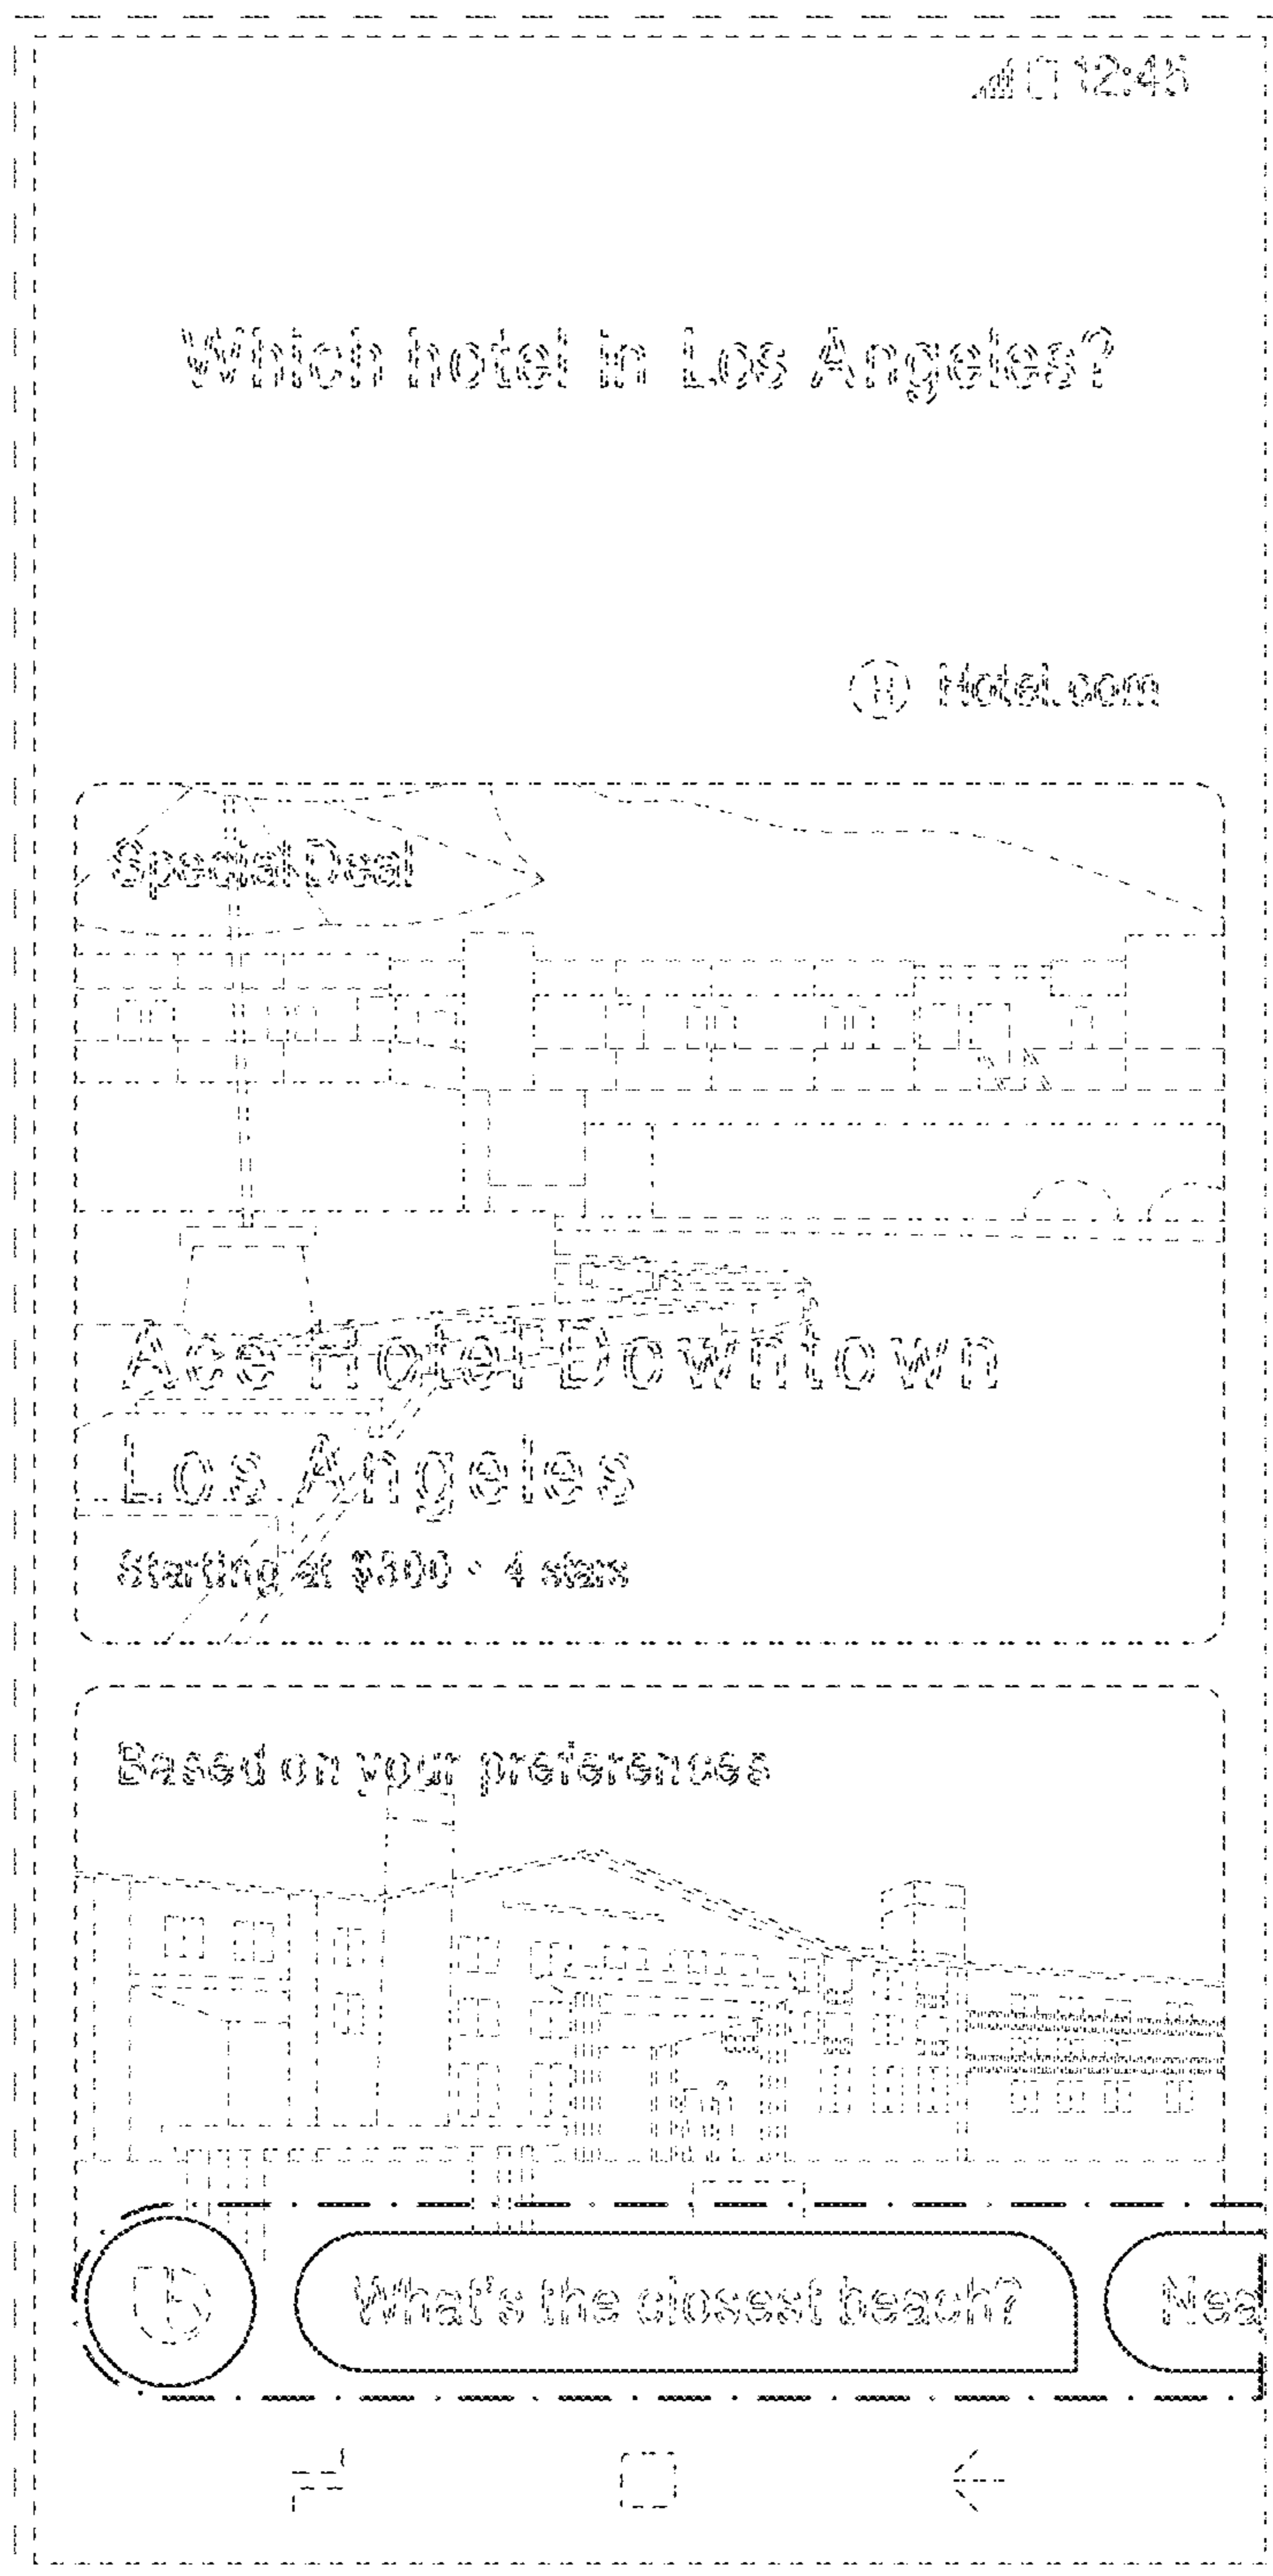 12:45
Which hotel in Los Angeles?
H Hotel.com
Special Deal
Ace Hotel Downtown
Los Angeles
Starting at $300 · 4 stars
Based on your preferences
What's the closest beach?
Nea